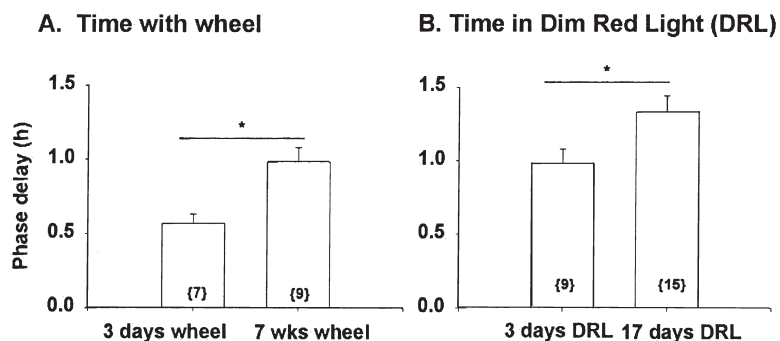 A. Time with wheel
Phase delay (h)
1.5
1.0
0.5
0.0
*
{7}
{9}
3 days wheel 7 wks wheel
B. Time in Dim Red Light (DRL)
1.5
1.0
0.5
0.0
*
{9}
{15}
3 days DRL 17 days DRL